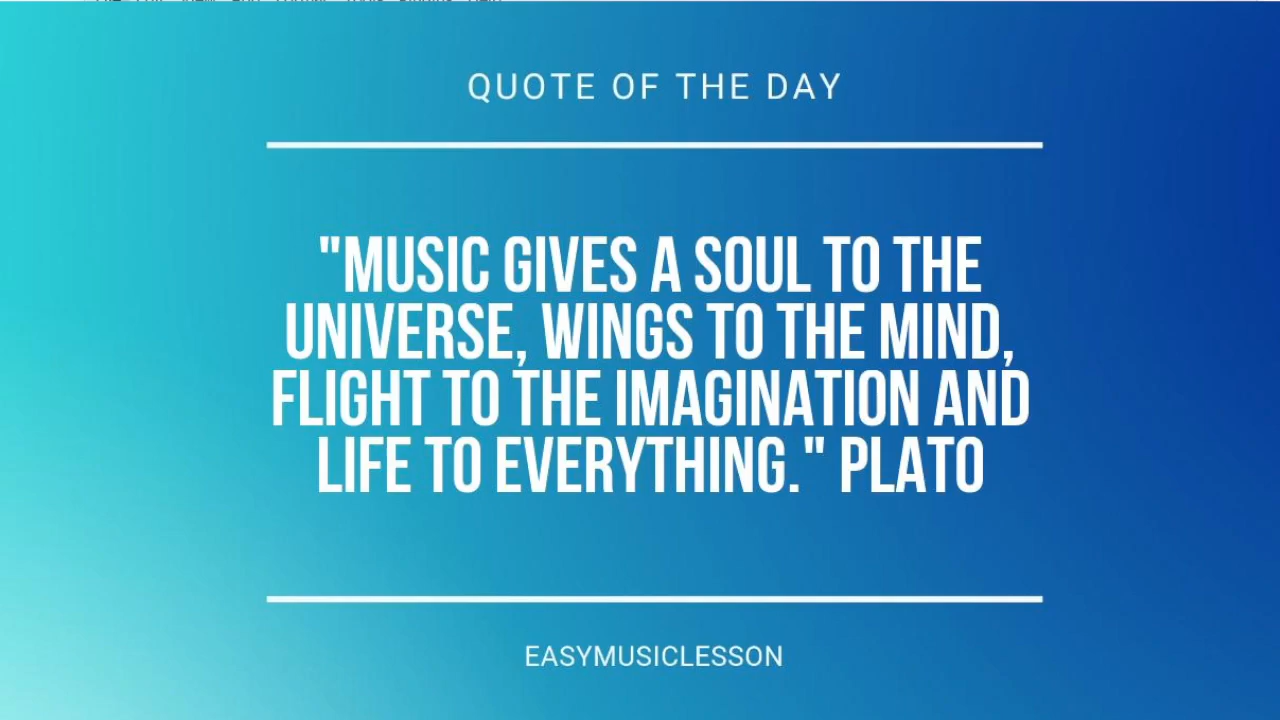 QUOTE OF THE DAY
"MUSIC GIVES A SOUL TO THE
UNIVERSE, WINGS TO THE MIND,
FLIGHT TO THE IMAGINATION AND
LIFE TO EVERYTHING." PLATO
EASYMUSICLESSON